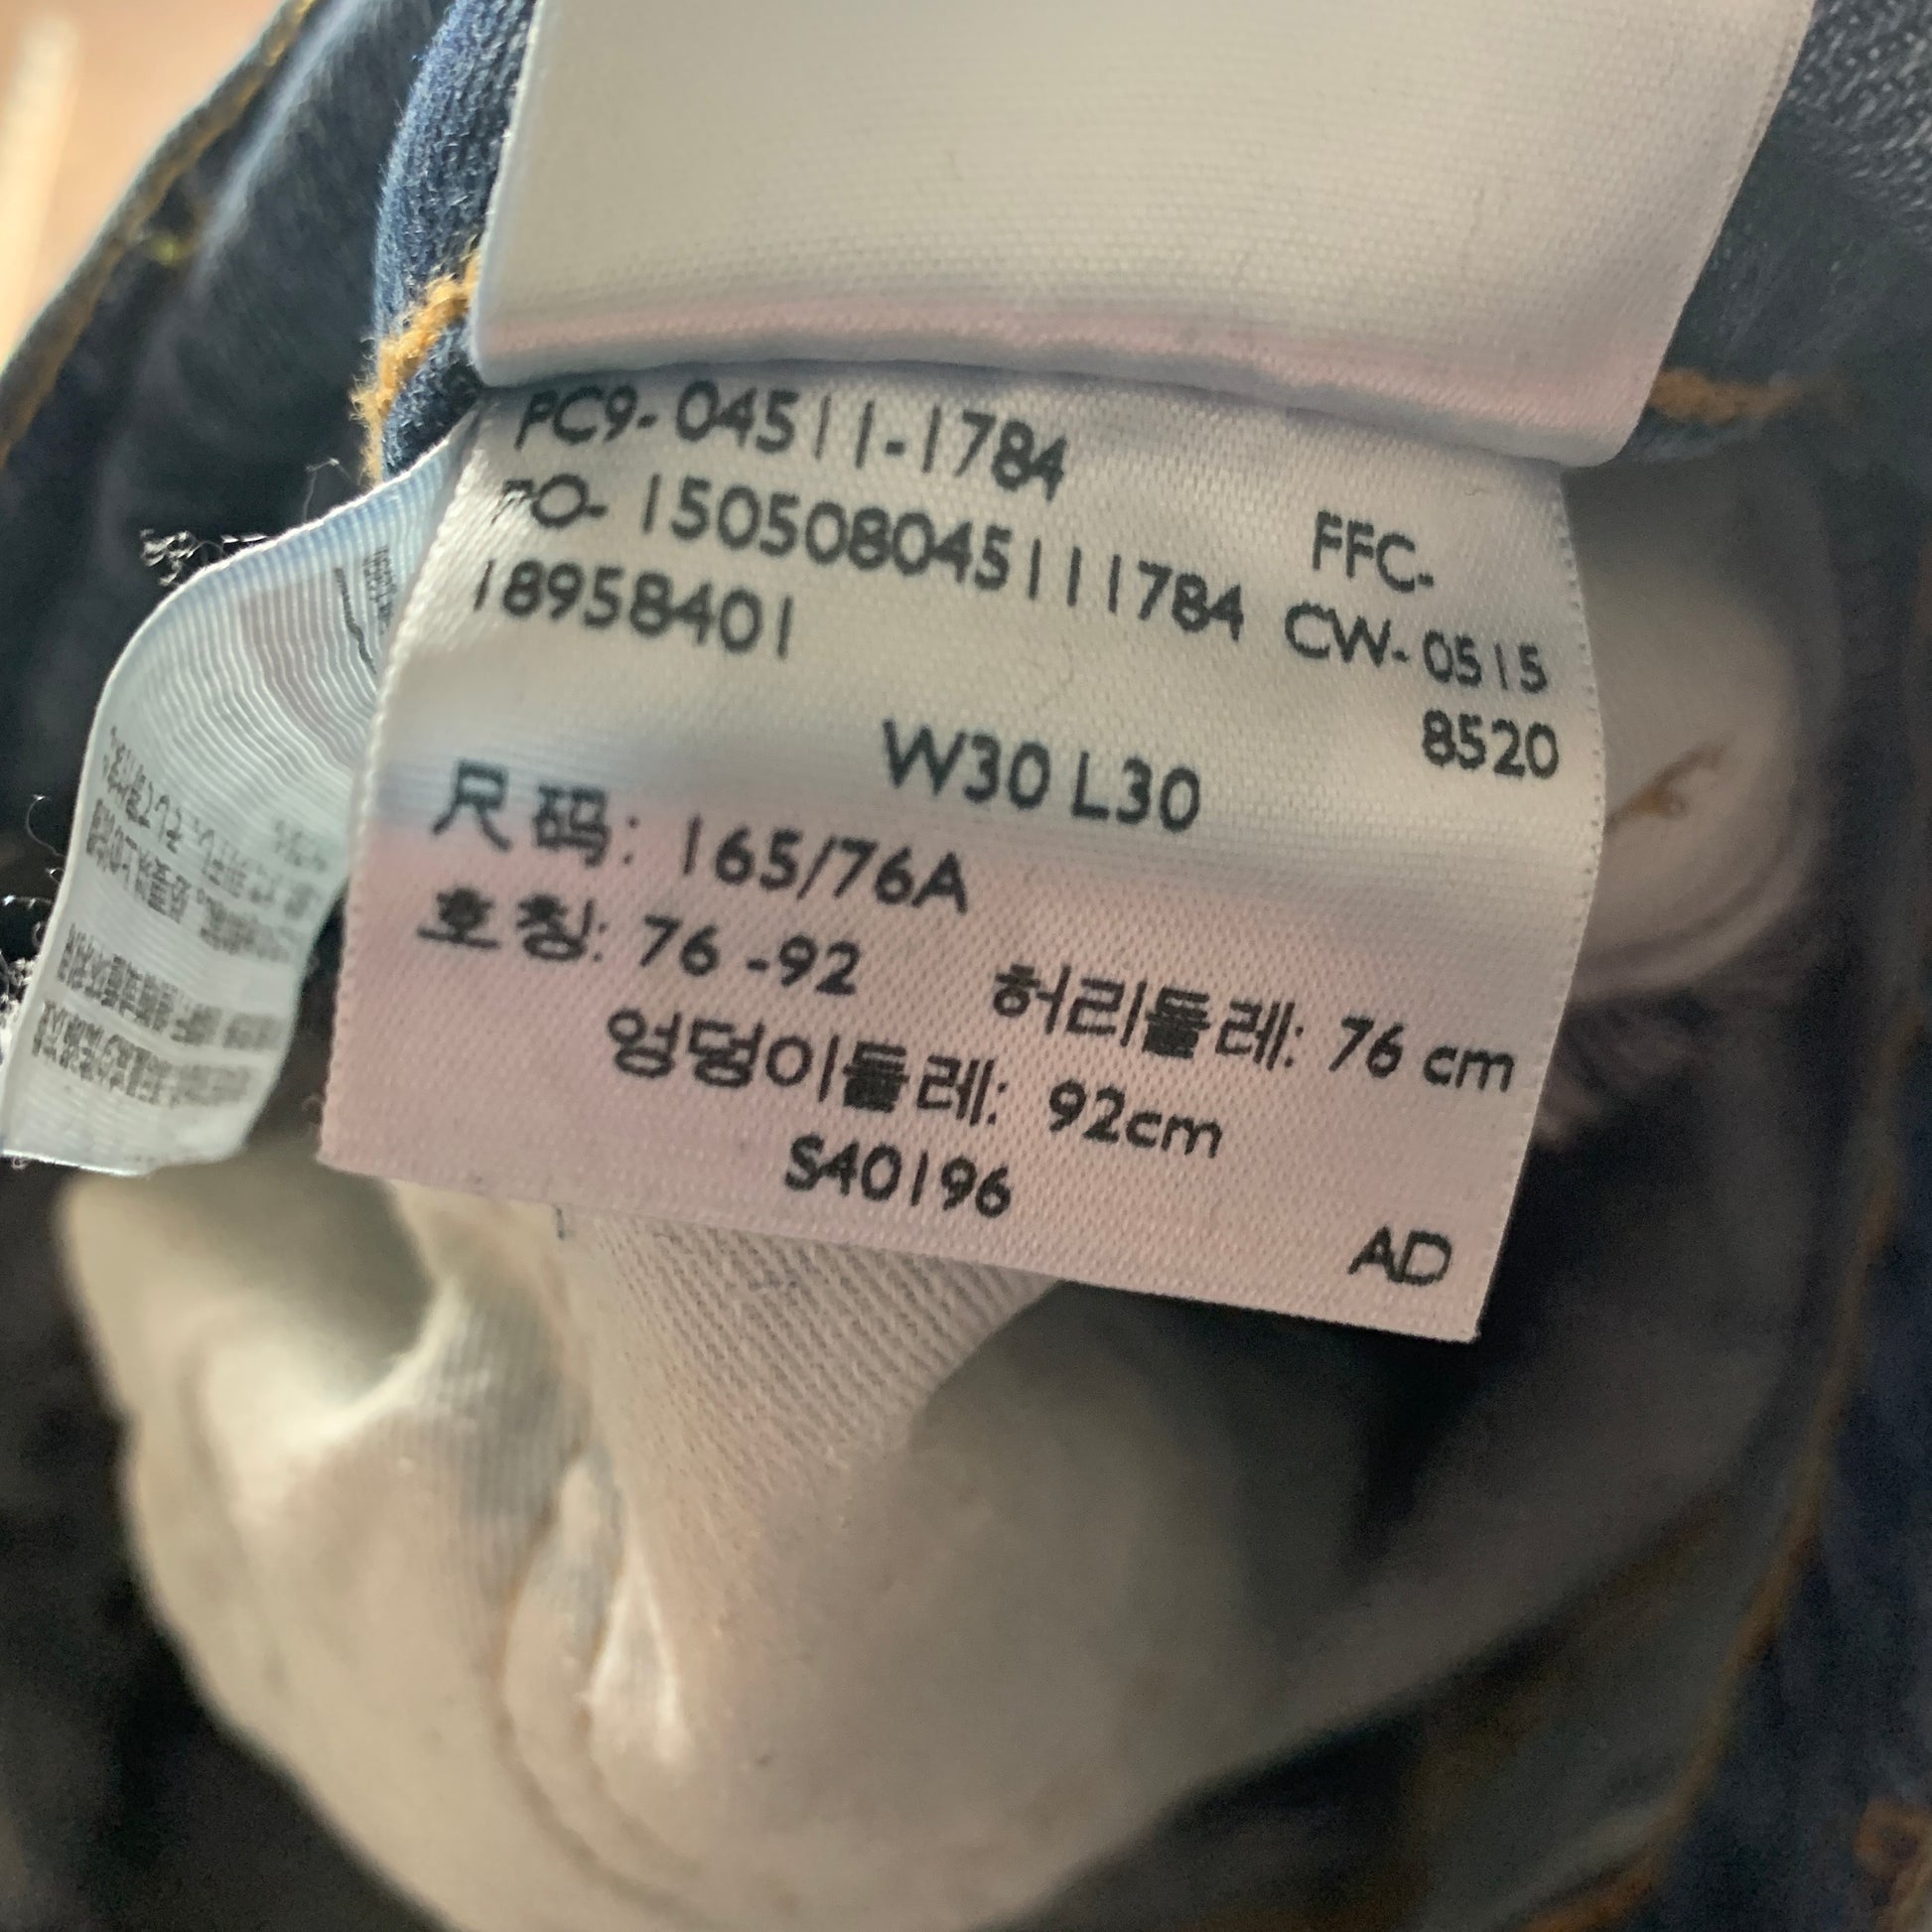 PC9-04511-1784
PO-150508045111784
FFC-
18958401
CW-0515
8520
W30 L30
尺码: 165/76A
호칭: 76-92
허리둘레: 76 cm
엉덩이둘레: 92cm
S40196
AD